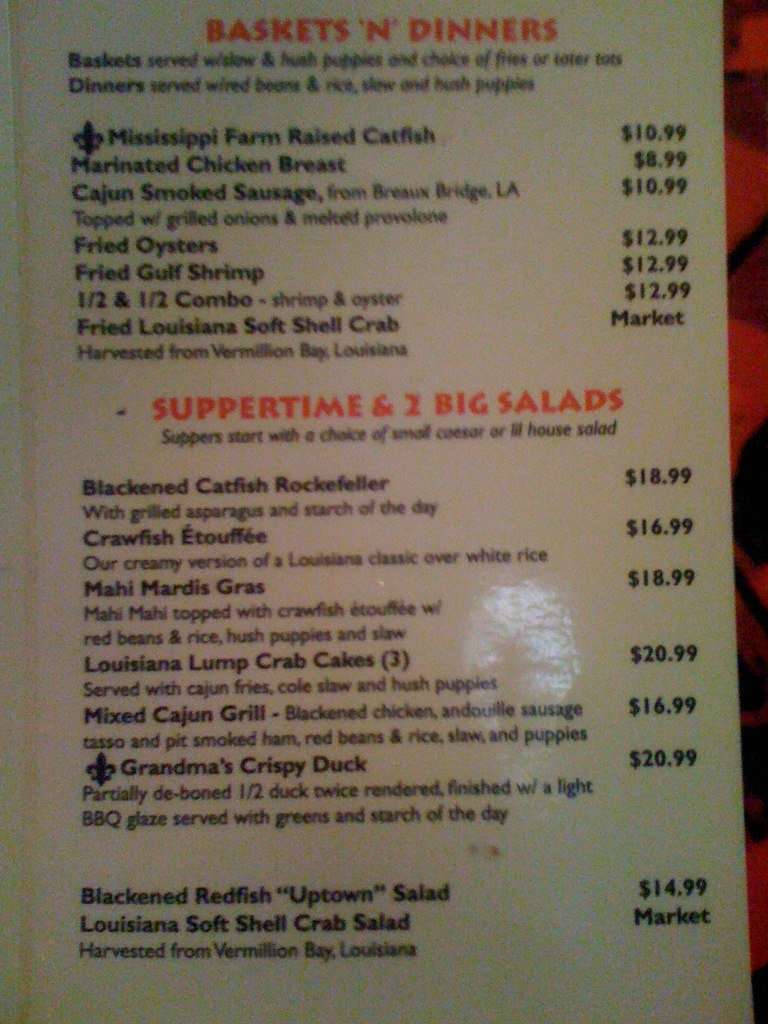 BASKETS 'N' DINNERS
Baskets served w/slaw & hush puppies and choice of fries or tater tots
Dinners served w/red beans & rice, slaw and hush puppies
Mississippi Farm Raised Catfish $10.99
Marinated Chicken Breast $8.99
Cajun Smoked Sausage, from Breaux Bridge, LA $10.99
Topped w/ grilled onions & melted provolone
Fried Oysters $12.99
Fried Gulf Shrimp $12.99
1/2 & 1/2 Combo - shrimp & oyster $12.99
Fried Louisiana Soft Shell Crab Market
Harvested from Vermillion Bay, Louisiana
SUPPERTIME & 2 BIG SALADS
Suppers start with a choice of small caesar or lil house salad
Blackened Catfish Rockefeller $18.99
With grilled asparagus and starch of the day
Crawfish Étouffée $16.99
Our creamy version of a Louisiana classic over white rice
Mahi Mardis Gras $18.99
Mahi Mahi topped with crawfish étouffée w/
red beans & rice, hush puppies and slaw
Louisiana Lump Crab Cakes (3) $20.99
Served with cajun fries, cole slaw and hush puppies
Mixed Cajun Grill - Blackened chicken, andouille sausage $16.99
tasso and pit smoked ham, red beans & rice, slaw, and puppies
Grandma's Crispy Duck $20.99
Partially de-boned 1/2 duck twice rendered, finished w/ a light
BBQ glaze served with greens and starch of the day
Blackened Redfish "Uptown" Salad $14.99
Louisiana Soft Shell Crab Salad Market
Harvested from Vermillion Bay, Louisiana